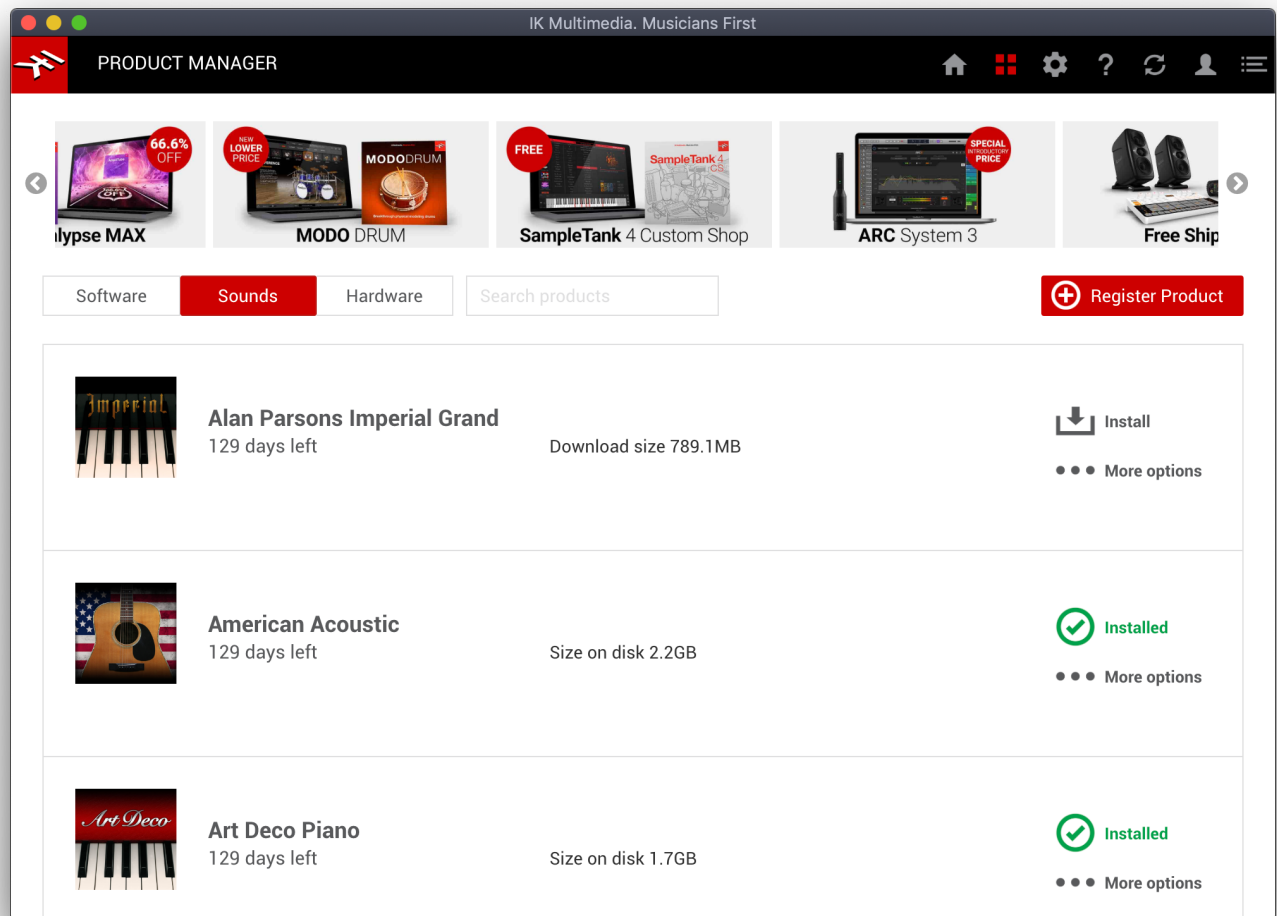 IK Multimedia. Musicians First
PRODUCT MANAGER
66.6%
OFF
lypse MAX
NEW
LOWER
PRICE
MODODRUM
MODO DRUM
FREE
SampleTank 4
CS
SampleTank 4 Custom Shop
SPECIAL
INTRODUCTORY
PRICE
ARC System 3
Free Ship
Software
Sounds
Hardware
Search products
Register Product
Imperial
Alan Parsons Imperial Grand
129 days left
Download size 789.1MB
Install
More options
American Acoustic
129 days left
Size on disk 2.2GB
Installed
More options
Art Deco
Art Deco Piano
129 days left
Size on disk 1.7GB
Installed
More options